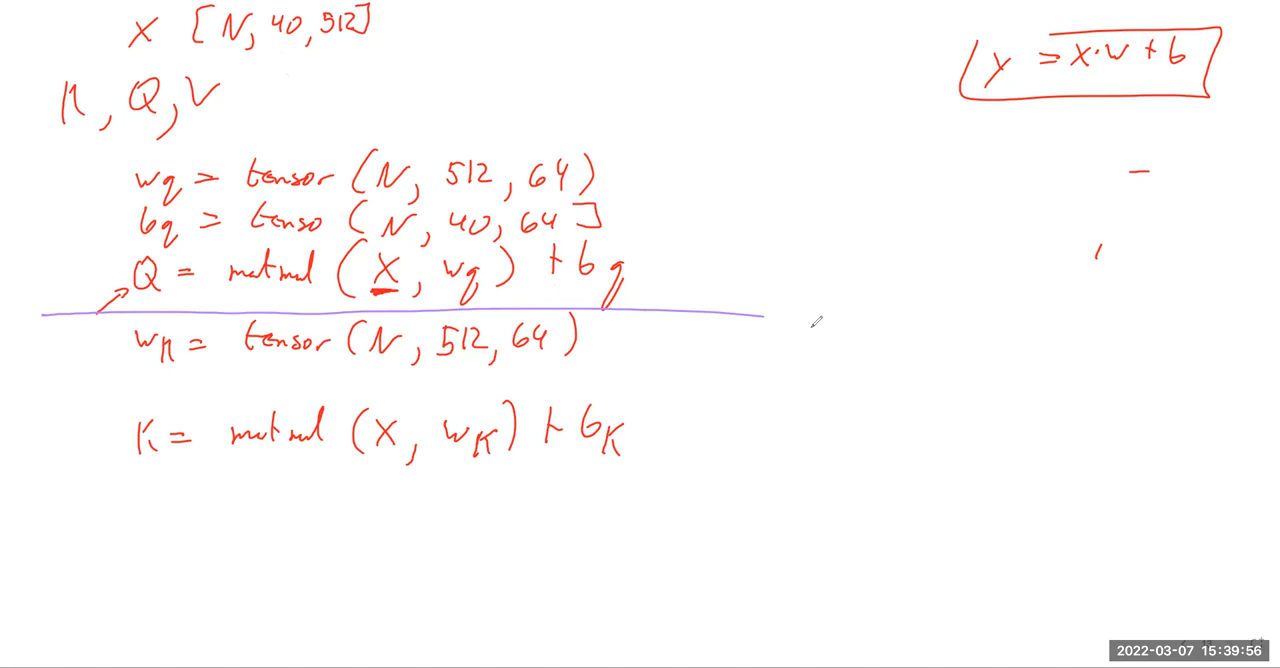 X [N, 40, 512]
y = x·w + b
K, Q, V
wq = tensor (N, 512, 64)
bq = tenso (N, 40, 64]
Q = matmul (X, wq) + bq
wK = tensor (N, 512, 64)
K = matmul (X, wK) + bK
2022-03-07 15:39:56